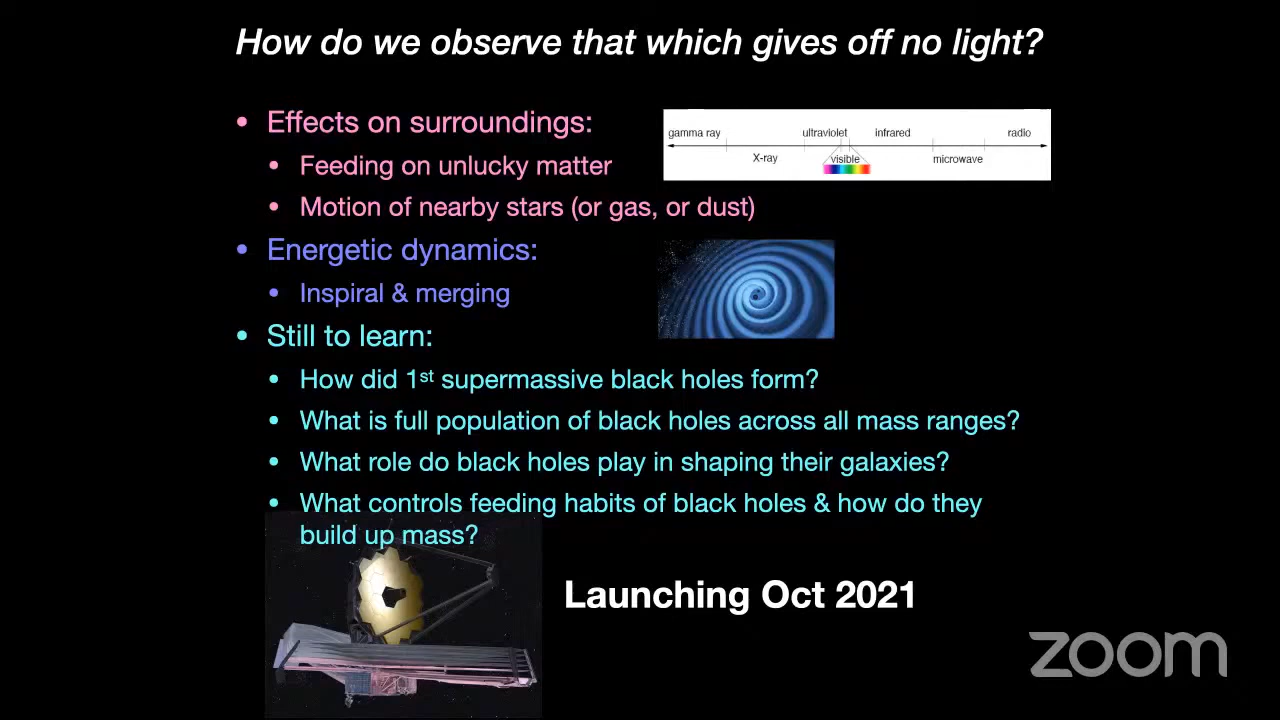 How do we observe that which gives off no light?
• Effects on surroundings:
• Feeding on unlucky matter
• Motion of nearby stars (or gas, or dust)
gamma ray
ultraviolet
infrared
radio
X-ray
visible
microwave
• Energetic dynamics:
• Inspiral & merging
• Still to learn:
• How did 1st supermassive black holes form?
• What is full population of black holes across all mass ranges?
• What role do black holes play in shaping their galaxies?
• What controls feeding habits of black holes & how do they
build up mass?
Launching Oct 2021
zoom